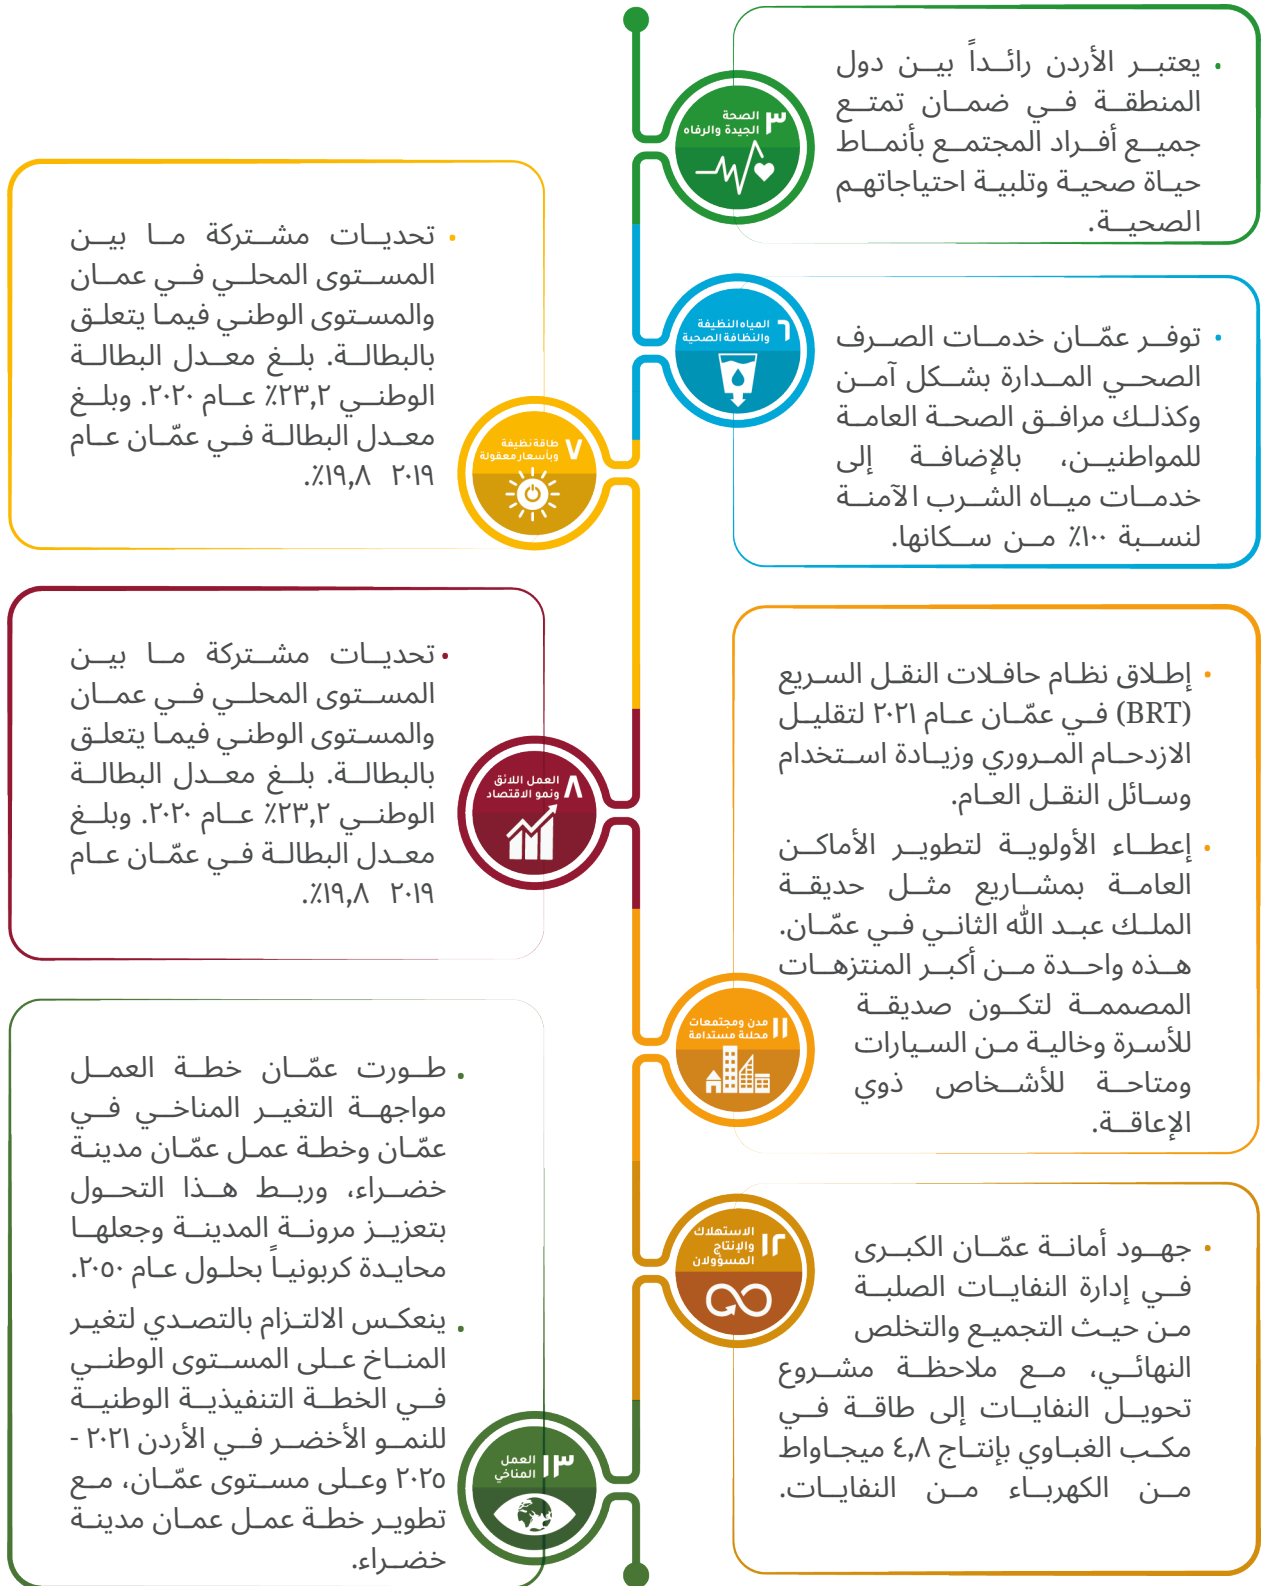 ٣ الصحة
الجيدة والرفاه
• يعتبر الأردن رائداً بين دول
المنطقة في ضمان تمتع
جميع أفراد المجتمع بأنماط
حياة صحية وتلبية احتياجاتهم
الصحية.
٦ المياه النظيفة
والنظافة الصحية
• توفر عمّان خدمات الصرف
الصحي المدارة بشكل آمن
وكذلك مرافق الصحة العامة
للمواطنين، بالإضافة إلى
خدمات مياه الشرب الآمنة
لنسبة ١٠٠٪ من سكانها.
٧ طاقة نظيفة
وبأسعار معقولة
• تحديات مشتركة ما بين
المستوى المحلي في عمان
والمستوى الوطني فيما يتعلق
بالبطالة. بلغ معدل البطالة
الوطني ٢٣,٢٪ عام ٢٠٢٠. وبلغ
معدل البطالة في عمّان عام
٢٠١٩ ١٩,٨٪.
٨ العمل اللائق
ونمو الاقتصاد
• تحديات مشتركة ما بين
المستوى المحلي في عمان
والمستوى الوطني فيما يتعلق
بالبطالة. بلغ معدل البطالة
الوطني ٢٣,٢٪ عام ٢٠٢٠. وبلغ
معدل البطالة في عمّان عام
٢٠١٩ ١٩,٨٪.
١١ مدن ومجتمعات
محلية مستدامة
• إطلاق نظام حافلات النقل السريع
(BRT) في عمّان عام ٢٠٢١ لتقليل
الازدحام المروري وزيادة استخدام
وسائل النقل العام.
• إعطاء الأولوية لتطوير الأماكن
العامة بمشاريع مثل حديقة
الملك عبد الله الثاني في عمّان.
هذه واحدة من أكبر المنتزهات
المصممة لتكون صديقة
للأسرة وخالية من السيارات
ومتاحة للأشخاص ذوي
الإعاقة.
١٢ الاستهلاك
والإنتاج
المسؤولان
• جهود أمانة عمّان الكبرى
في إدارة النفايات الصلبة
من حيث التجميع والتخلص
النهائي، مع ملاحظة مشروع
تحويل النفايات إلى طاقة في
مكب الغباوي بإنتاج ٤,٨ ميجاواط
من الكهرباء من النفايات.
١٣ العمل
المناخي
• طورت عمّان خطة العمل
مواجهة التغير المناخي في
عمّان وخطة عمل عمّان مدينة
خضراء، وربط هذا التحول
بتعزيز مرونة المدينة وجعلها
محايدة كربونياً بحلول عام ٢٠٥٠.
• ينعكس الالتزام بالتصدي لتغير
المناخ على المستوى الوطني
في الخطة التنفيذية الوطنية
للنمو الأخضر في الأردن ٢٠٢١ -
٢٠٢٥ وعلى مستوى عمّان، مع
تطوير خطة عمل عمان مدينة
خضراء.